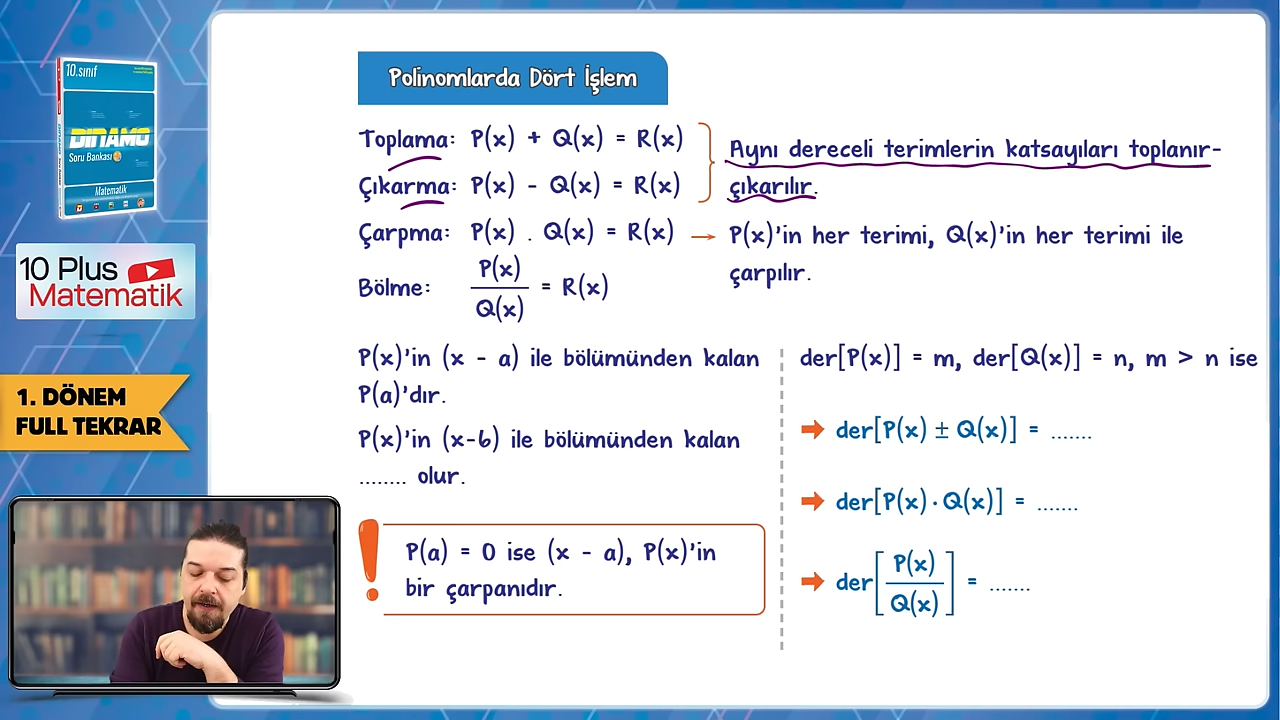 10.sınıf
DINAMO
Soru Bankası
Matematik
10 Plus
Matematik
1. DÖNEM
FULL TEKRAR
Polinomlarda Dört İşlem
Toplama: P(x) + Q(x) = R(x)
Çıkarma: P(x) - Q(x) = R(x)
Aynı dereceli terimlerin katsayıları toplanır-
çıkarılır.
Çarpma: P(x) . Q(x) = R(x) → P(x)'in her terimi, Q(x)'in her terimi ile
çarpılır.
Bölme: P(x)/Q(x) = R(x)
P(x)'in (x - a) ile bölümünden kalan
P(a)'dır.
P(x)'in (x-6) ile bölümünden kalan
........ olur.
! P(a) = 0 ise (x - a), P(x)'in
bir çarpanıdır.
der[P(x)] = m, der[Q(x)] = n, m > n ise
➡ der[P(x) ± Q(x)] = .......
➡ der[P(x) · Q(x)] = .......
➡ der[P(x)/Q(x)] = .......